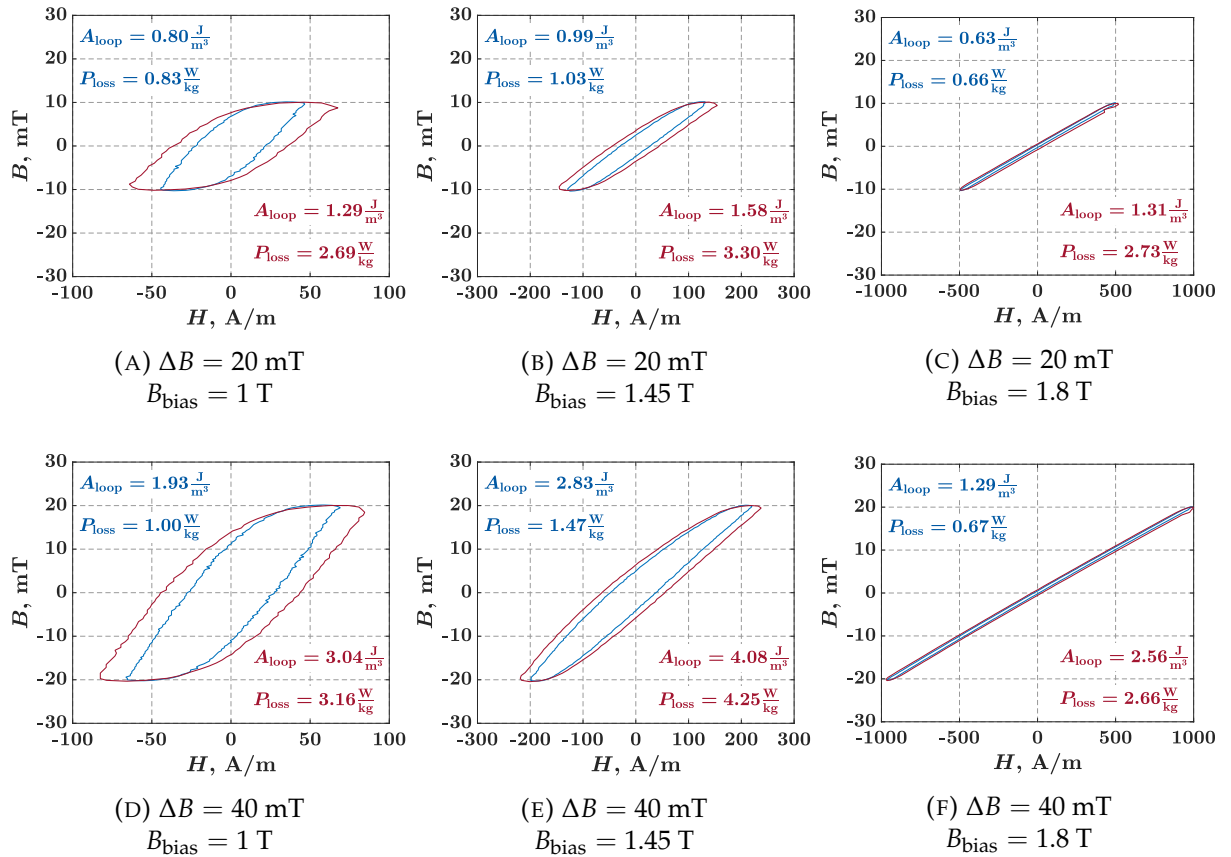 30
20
10
0
-10
-20
-30
B, mT
A_loop = 0.80 J/m³
P_loss = 0.83 W/kg
A_loop = 1.29 J/m³
P_loss = 2.69 W/kg
-100 -50 0 50 100
H, A/m
(A) ΔB = 20 mT
B_bias = 1 T
30
20
10
0
-10
-20
-30
B, mT
A_loop = 0.99 J/m³
P_loss = 1.03 W/kg
A_loop = 1.58 J/m³
P_loss = 3.30 W/kg
-300 -200 -100 0 100 200 300
H, A/m
(B) ΔB = 20 mT
B_bias = 1.45 T
30
20
10
0
-10
-20
-30
B, mT
A_loop = 0.63 J/m³
P_loss = 0.66 W/kg
A_loop = 1.31 J/m³
P_loss = 2.73 W/kg
-1000 -500 0 500 1000
H, A/m
(C) ΔB = 20 mT
B_bias = 1.8 T
30
20
10
0
-10
-20
-30
B, mT
A_loop = 1.93 J/m³
P_loss = 1.00 W/kg
A_loop = 3.04 J/m³
P_loss = 3.16 W/kg
-100 -50 0 50 100
H, A/m
(D) ΔB = 40 mT
B_bias = 1 T
30
20
10
0
-10
-20
-30
B, mT
A_loop = 2.83 J/m³
P_loss = 1.47 W/kg
A_loop = 4.08 J/m³
P_loss = 4.25 W/kg
-300 -200 -100 0 100 200 300
H, A/m
(E) ΔB = 40 mT
B_bias = 1.45 T
30
20
10
0
-10
-20
-30
B, mT
A_loop = 1.29 J/m³
P_loss = 0.67 W/kg
A_loop = 2.56 J/m³
P_loss = 2.66 W/kg
-1000 -500 0 500 1000
H, A/m
(F) ΔB = 40 mT
B_bias = 1.8 T